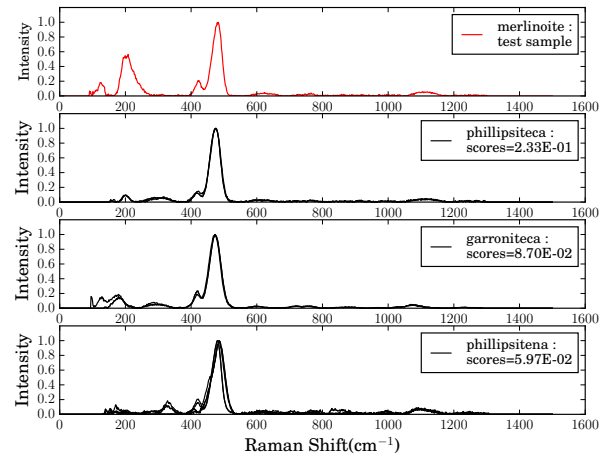 Intensity
1.0
0.8
0.6
0.4
0.2
0.0
merlinoite :
test sample
0 200 400 600 800 1000 1200 1400 1600
Intensity
1.0
0.8
0.6
0.4
0.2
0.0
phillipsiteca :
scores=2.33E-01
0 200 400 600 800 1000 1200 1400 1600
Intensity
1.0
0.8
0.6
0.4
0.2
0.0
garroniteca :
scores=8.70E-02
0 200 400 600 800 1000 1200 1400 1600
Intensity
1.0
0.8
0.6
0.4
0.2
0.0
phillipsitena :
scores=5.97E-02
0 200 400 600 800 1000 1200 1400 1600
Raman Shift(cm⁻¹)